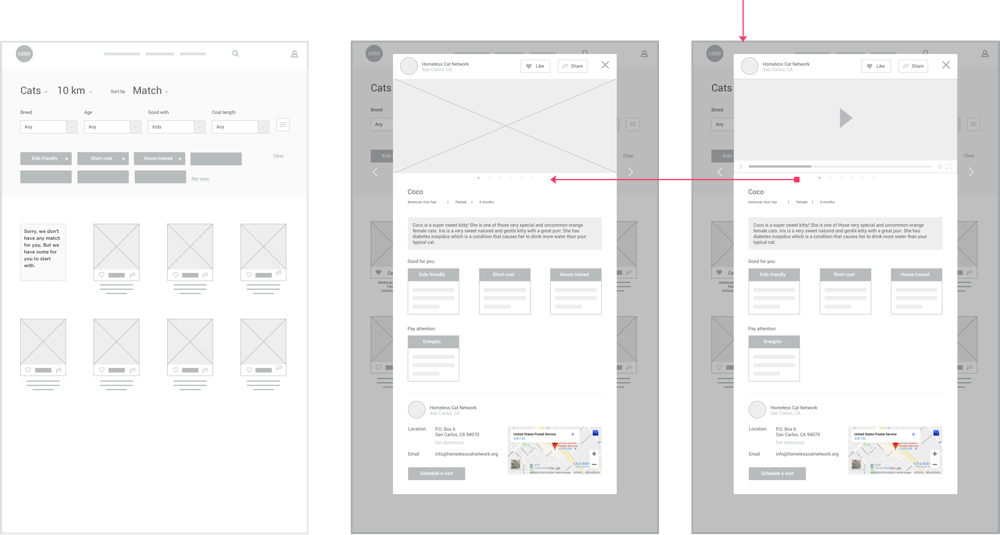 LOGO
Cats
10 km
Sort by
Match
Breed
Age
Good with
Coat length
Any
Any
Kids
Any
Kids friendly x
Short coat x
House trained x
Clear
Sorry, we don't
have any match
for you. But we
have some for
you to start
with.
LOGO
Cats
Breed
Any
Clear
Homeless Cat Network
San Carlos, CA
Like
Share
Coco
American shor hair | Female | 8 months
Coco is a super sweet kitty! She is one of those very special and uncommon orange
female cats. Iris is a very sweet natured and gentle kitty with a great purr. She has
diabetes insipidus which is a condition that causes her to drink more water than your
typical cat.
Good for you:
Kids friendly
Short coat
House trained
Pay attention:
Energhs
Homeless Cat Network
San Carlos, CA
Location
P.O. Box 6
San Carlos, CA 94070
Get directions
Email
info@homelesscatnetwork.org
Schedule a visit
United States Postal Service
LOGO
Cats
Breed
Any
Clear
Homeless Cat Network
San Carlos, CA
Like
Share
Coco
American shor hair | Female | 8 months
Coco is a super sweet kitty! She is one of those very special and uncommon orange
female cats. Iris is a very sweet natured and gentle kitty with a great purr. She has
diabetes insipidus which is a condition that causes her to drink more water than your
typical cat.
Good for you:
Kids friendly
Short coat
House trained
Pay attention:
Energhs
Homeless Cat Network
San Carlos, CA
Location
P.O. Box 6
San Carlos, CA 94070
Get directions
Email
info@homelesscatnetwork.org
Schedule a visit
United States Postal Service